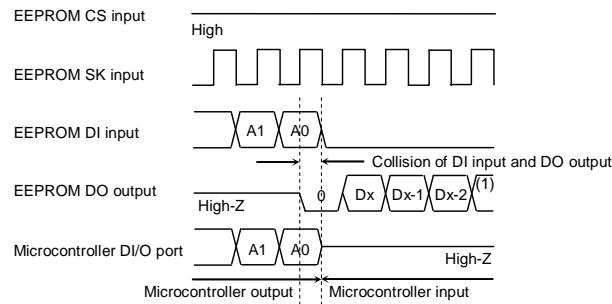 EEPROM CS input
High
EEPROM SK input
EEPROM DI input
A1 A0
Collision of DI input and DO output
EEPROM DO output
High-Z
0 Dx Dx-1 Dx-2 (1)
Microcontroller DI/O port
A1 A0
High-Z
Microcontroller output Microcontroller input